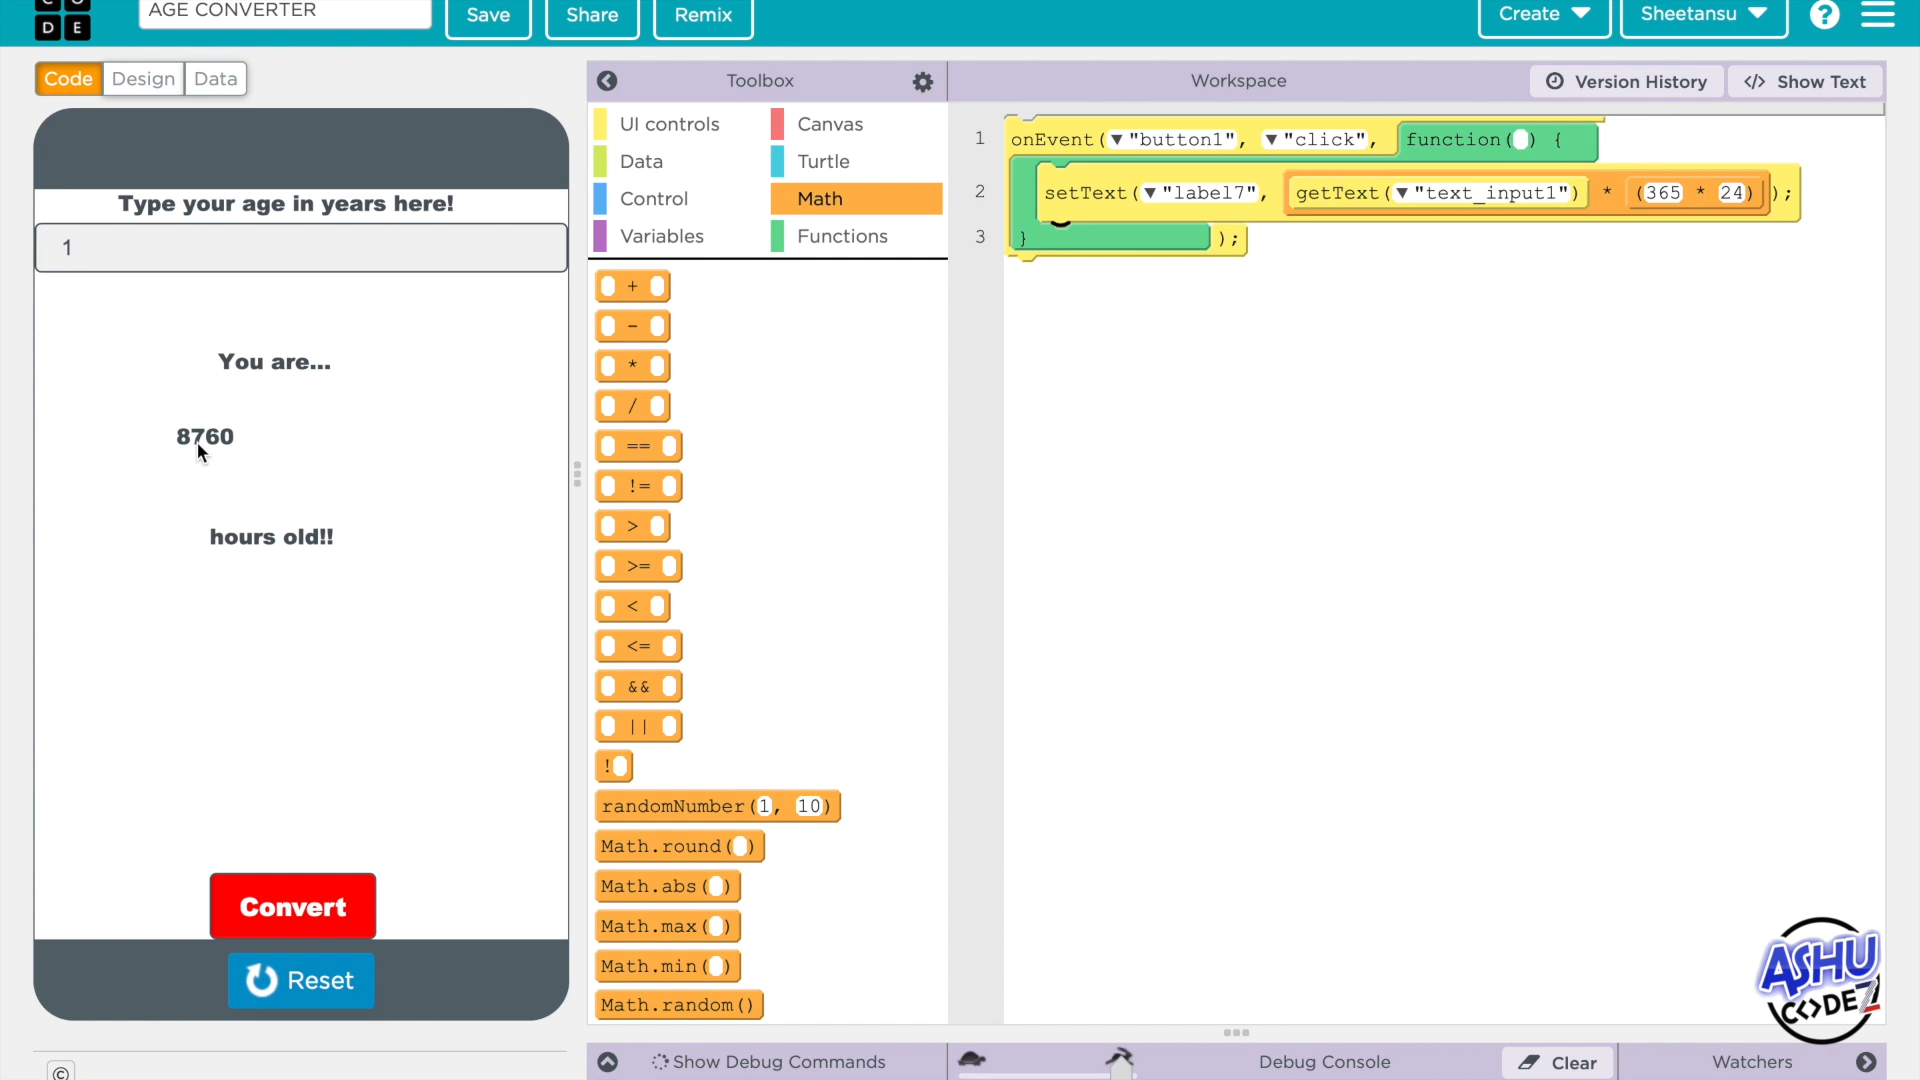 C O
D E
AGE CONVERTER
Save
Share
Remix
Create
Sheetansu
?
Code
Design
Data
Toolbox
Workspace
Version History
</> Show Text
Type your age in years here!
1
You are...
8760
hours old!!
Convert
Reset
UI controls
Canvas
Data
Turtle
Control
Math
Variables
Functions
+
-
*
/
==
!=
>
>=
<
<=
&&
||
!
randomNumber(1, 10)
Math.round( )
Math.abs( )
Math.max( )
Math.min( )
Math.random()
1 onEvent(▼"button1", ▼"click", function( ) {
2 setText(▼"label7", getText(▼"text_input1") * (365 * 24));
3 } );
ASHU
C<>DEZ
©
Show Debug Commands
Debug Console
Clear
Watchers